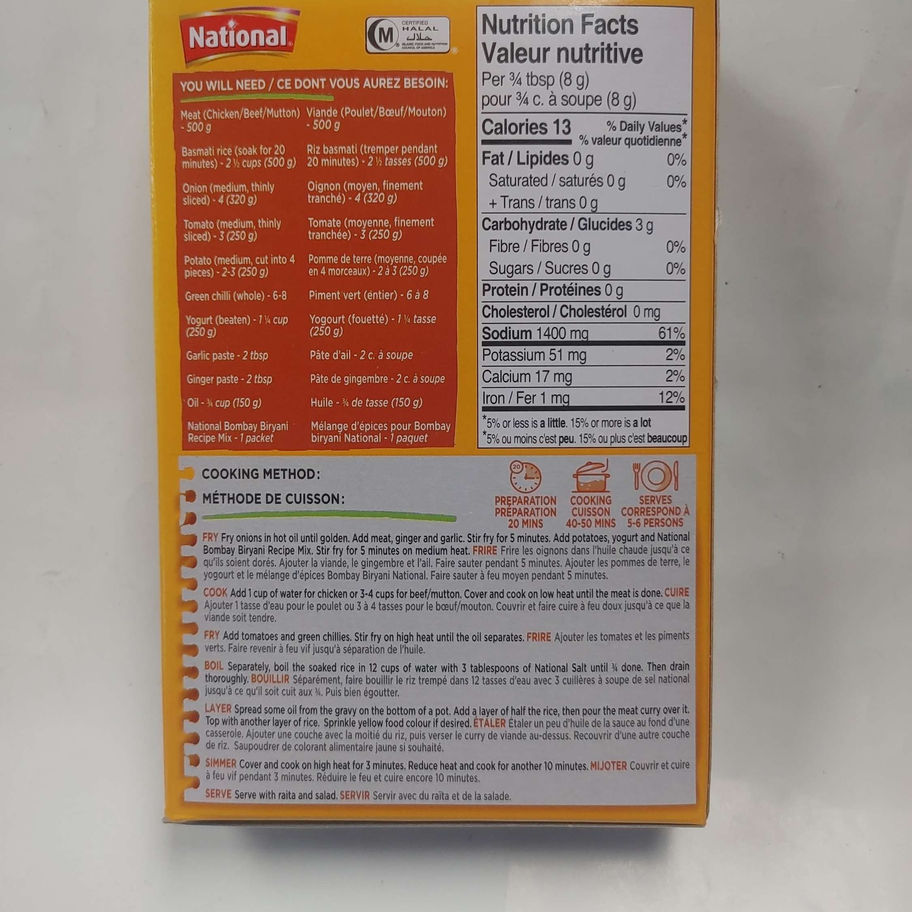 National
CERTIFIED
HALAL
حلال
ISLAMIC FOOD AND NUTRITION
COUNCIL OF AMERICA
M
YOU WILL NEED / CE DONT VOUS AUREZ BESOIN:
Meat (Chicken/Beef/Mutton) Viande (Poulet/Bœuf/Mouton)
- 500 g - 500 g
Basmati rice (soak for 20 Riz basmati (tremper pendant
minutes) - 2 ½ cups (500 g) 20 minutes) - 2 ½ tasses (500 g)
Onion (medium, thinly Oignon (moyen, finement
sliced) - 4 (320 g) tranché) - 4 (320 g)
Tomato (medium, thinly Tomate (moyenne, finement
sliced) - 3 (250 g) tranchée) - 3 (250 g)
Potato (medium, cut into 4 Pomme de terre (moyenne, coupée
pieces) - 2-3 (250 g) en 4 morceaux) - 2 à 3 (250 g)
Green chilli (whole) - 6-8 Piment vert (entier) - 6 à 8
Yogurt (beaten) - 1 ¼ cup Yogourt (fouetté) - 1 ¼ tasse
(250 g) (250 g)
Garlic paste - 2 tbsp Pâte d'ail - 2 c. à soupe
Ginger paste - 2 tbsp Pâte de gingembre - 2 c. à soupe
Oil - ¾ cup (150 g) Huile - ¾ de tasse (150 g)
National Bombay Biryani Mélange d'épices pour Bombay
Recipe Mix - 1 packet biryani National - 1 paquet
Nutrition Facts
Valeur nutritive
Per ¾ tbsp (8 g)
pour ¾ c. à soupe (8 g)
Calories 13 % Daily Values*
% valeur quotidienne*
Fat / Lipides 0 g 0%
Saturated / saturés 0 g 0%
+ Trans / trans 0 g
Carbohydrate / Glucides 3 g
Fibre / Fibres 0 g 0%
Sugars / Sucres 0 g 0%
Protein / Protéines 0 g
Cholesterol / Cholestérol 0 mg
Sodium 1400 mg 61%
Potassium 51 mg 2%
Calcium 17 mg 2%
Iron / Fer 1 mg 12%
*5% or less is a little. 15% or more is a lot
*5% ou moins c'est peu. 15% ou plus c'est beaucoup
COOKING METHOD:
MÉTHODE DE CUISSON:
20
PREPARATION COOKING SERVES
PRÉPARATION CUISSON CORRESPOND À
20 MINS 40-50 MINS 5-6 PERSONS
FRY Fry onions in hot oil until golden. Add meat, ginger and garlic. Stir fry for 5 minutes. Add potatoes, yogurt and National
Bombay Biryani Recipe Mix. Stir fry for 5 minutes on medium heat. FRIRE Frire les oignons dans l'huile chaude jusqu'à ce
qu'ils soient dorés. Ajouter la viande, le gingembre et l'ail. Faire sauter pendant 5 minutes. Ajouter les pommes de terre, le
yogourt et le mélange d'épices Bombay Biryani National. Faire sauter à feu moyen pendant 5 minutes.
COOK Add 1 cup of water for chicken or 3-4 cups for beef/mutton. Cover and cook on low heat until the meat is done. CUIRE
Ajouter 1 tasse d'eau pour le poulet ou 3 à 4 tasses pour le bœuf/mouton. Couvrir et faire cuire à feu doux jusqu'à ce que la
viande soit tendre.
FRY Add tomatoes and green chillies. Stir fry on high heat until the oil separates. FRIRE Ajouter les tomates et les piments
verts. Faire revenir à feu vif jusqu'à séparation de l'huile.
BOIL Separately, boil the soaked rice in 12 cups of water with 3 tablespoons of National Salt until ¾ done. Then drain
thoroughly. BOUILLIR Séparément, faire bouillir le riz trempé dans 12 tasses d'eau avec 3 cuillères à soupe de sel national
jusqu'à ce qu'il soit cuit aux ¾. Puis bien égoutter.
LAYER Spread some oil from the gravy on the bottom of a pot. Add a layer of half the rice, then pour the meat curry over it.
Top with another layer of rice. Sprinkle yellow food colour if desired. ÉTALER Étaler un peu d'huile de la sauce au fond d'une
casserole. Ajouter une couche avec la moitié du riz, puis verser le curry de viande au-dessus. Recouvrir d'une autre couche
de riz. Saupoudrer de colorant alimentaire jaune si souhaité.
SIMMER Cover and cook on high heat for 3 minutes. Reduce heat and cook for another 10 minutes. MIJOTER Couvrir et cuire
à feu vif pendant 3 minutes. Réduire le feu et cuire encore 10 minutes.
SERVE Serve with raita and salad. SERVIR Servir avec du raïta et de la salade.